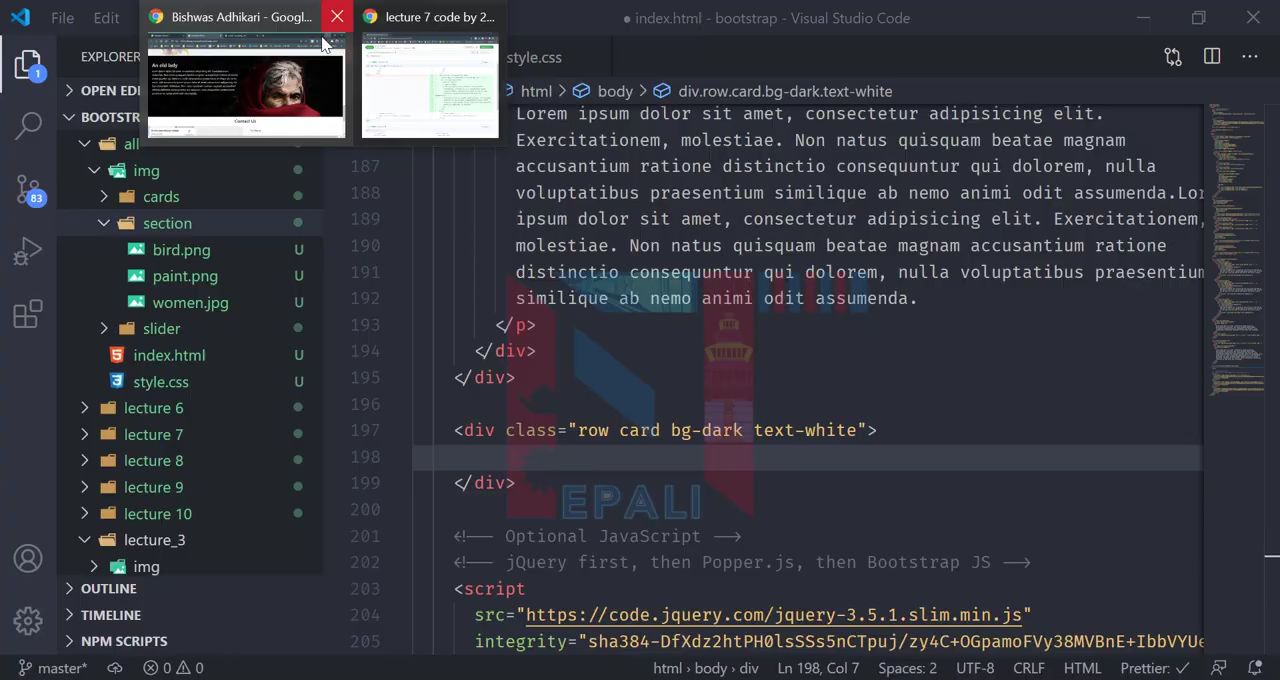 File Edit
Bishwas Adhikari - Googl...
lecture 7 code by 2...
● index.html - bootstrap - Visual Studio Code
EXPLORER
style.css
OPEN EDI
html > body > div.row.card.bg-dark.text-white
BOOTSTR
Lorem ipsum dolor sit amet, consectetur adipisicing elit.
all
Exercitationem, molestiae. Non natus quisquam beatae magnam
img
187 accusantium ratione distinctio consequuntur qui dolorem, nulla
cards
188 voluptatibus praesentium similique ab nemo animi odit assumenda.Lor
section
189 ipsum dolor sit amet, consectetur adipisicing elit. Exercitationem,
bird.png U
190 molestiae. Non natus quisquam beatae magnam accusantium ratione
paint.png U
191 distinctio consequuntur qui dolorem, nulla voluptatibus praesentium
women.jpg U
192 similique ab nemo animi odit assumenda.
slider
193 </p>
index.html U
194 </div>
style.css U
195 </div>
lecture 6
196
lecture 7
197 <div class="row card bg-dark text-white">
lecture 8
198
lecture 9
199 </div>
lecture 10
200
lecture_3
201 <!-- Optional JavaScript -->
img
202 <!-- jQuery first, then Popper.js, then Bootstrap JS -->
OUTLINE
203 <script
TIMELINE
204 src="https://code.jquery.com/jquery-3.5.1.slim.min.js"
NPM SCRIPTS
205 integrity="sha384-DfXdz2htPH0lsSSs5nCTpuj/zy4C+OGpamoFVy38MVBnE+IbbVYUe
1
83
An old lady
Contact Us
EPALI
master* 0 0 html › body › div Ln 198, Col 7 Spaces: 2 UTF-8 CRLF HTML Prettier: ✓